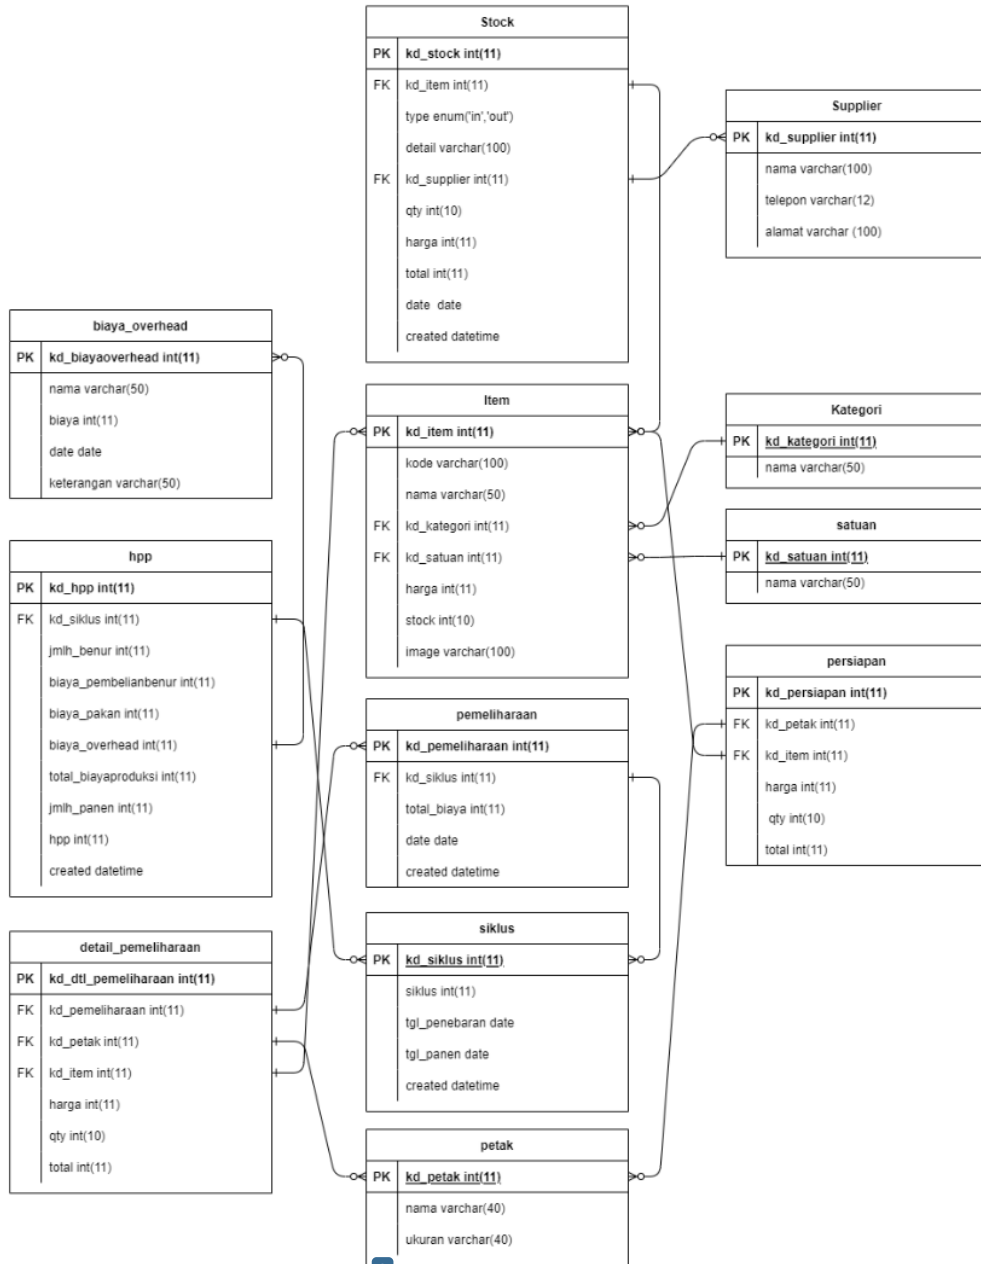 Stock
PK kd_stock int(11)
FK kd_item int(11)
type enum('in','out')
detail varchar(100)
FK kd_supplier int(11)
qty int(10)
harga int(11)
total int(11)
date date
created datetime
Supplier
PK kd_supplier int(11)
nama varchar(100)
telepon varchar(12)
alamat varchar (100)
biaya_overhead
PK kd_biayaoverhead int(11)
nama varchar(50)
biaya int(11)
date date
keterangan varchar(50)
Item
PK kd_item int(11)
kode varchar(100)
nama varchar(50)
FK kd_kategori int(11)
FK kd_satuan int(11)
harga int(11)
stock int(10)
image varchar(100)
Kategori
PK kd_kategori int(11)
nama varchar(50)
satuan
PK kd_satuan int(11)
nama varchar(50)
hpp
PK kd_hpp int(11)
FK kd_siklus int(11)
jmlh_benur int(11)
biaya_pembelianbenur int(11)
biaya_pakan int(11)
biaya_overhead int(11)
total_biayaproduksi int(11)
jmlh_panen int(11)
hpp int(11)
created datetime
pemeliharaan
PK kd_pemeliharaan int(11)
FK kd_siklus int(11)
total_biaya int(11)
date date
created datetime
persiapan
PK kd_persiapan int(11)
FK kd_petak int(11)
FK kd_item int(11)
harga int(11)
qty int(10)
total int(11)
detail_pemeliharaan
PK kd_dtl_pemeliharaan int(11)
FK kd_pemeliharaan int(11)
FK kd_petak int(11)
FK kd_item int(11)
harga int(11)
qty int(10)
total int(11)
siklus
PK kd_siklus int(11)
siklus int(11)
tgl_penebaran date
tgl_panen date
created datetime
petak
PK kd_petak int(11)
nama varchar(40)
ukuran varchar(40)